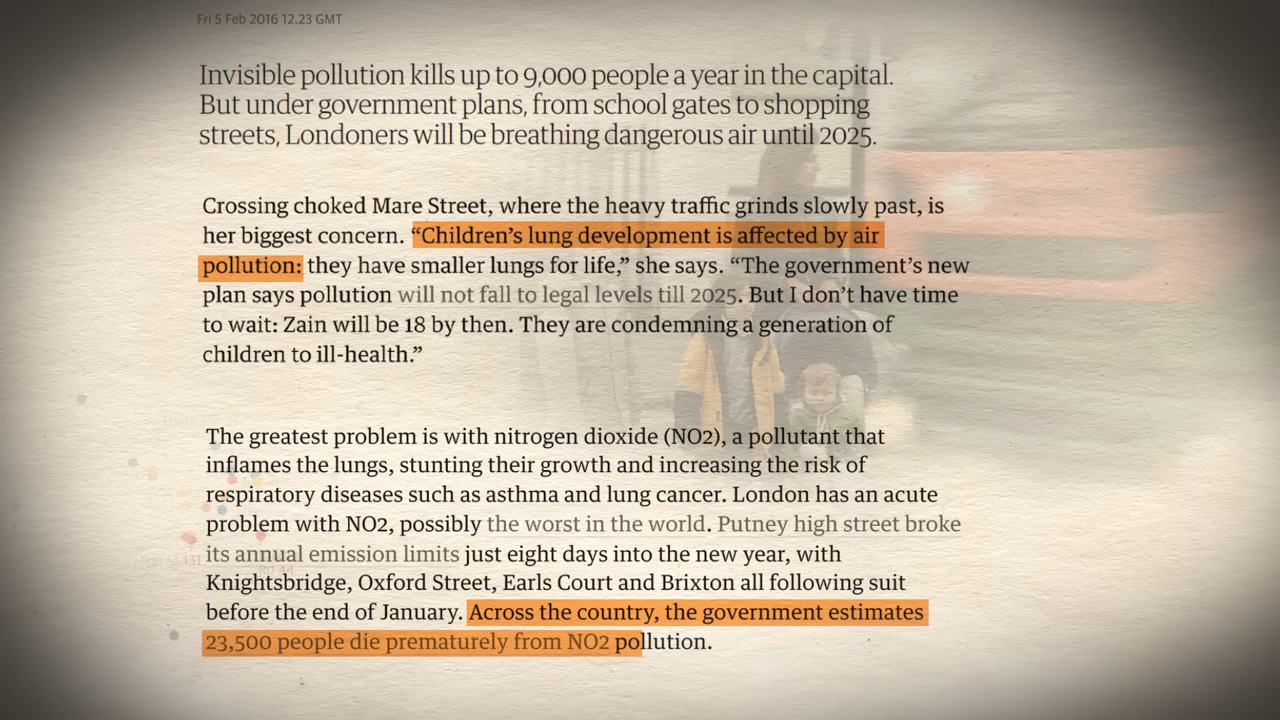 Fri 5 Feb 2016 12.23 GMT
Invisible pollution kills up to 9,000 people a year in the capital.
But under government plans, from school gates to shopping
streets, Londoners will be breathing dangerous air until 2025.
Crossing choked Mare Street, where the heavy traffic grinds slowly past, is
her biggest concern. “Children’s lung development is affected by air
pollution: they have smaller lungs for life,” she says. “The government’s new
plan says pollution will not fall to legal levels till 2025. But I don’t have time
to wait: Zain will be 18 by then. They are condemning a generation of
children to ill-health.”
The greatest problem is with nitrogen dioxide (NO2), a pollutant that
inflames the lungs, stunting their growth and increasing the risk of
respiratory diseases such as asthma and lung cancer. London has an acute
problem with NO2, possibly the worst in the world. Putney high street broke
its annual emission limits just eight days into the new year, with
Knightsbridge, Oxford Street, Earls Court and Brixton all following suit
before the end of January. Across the country, the government estimates
23,500 people die prematurely from NO2 pollution.